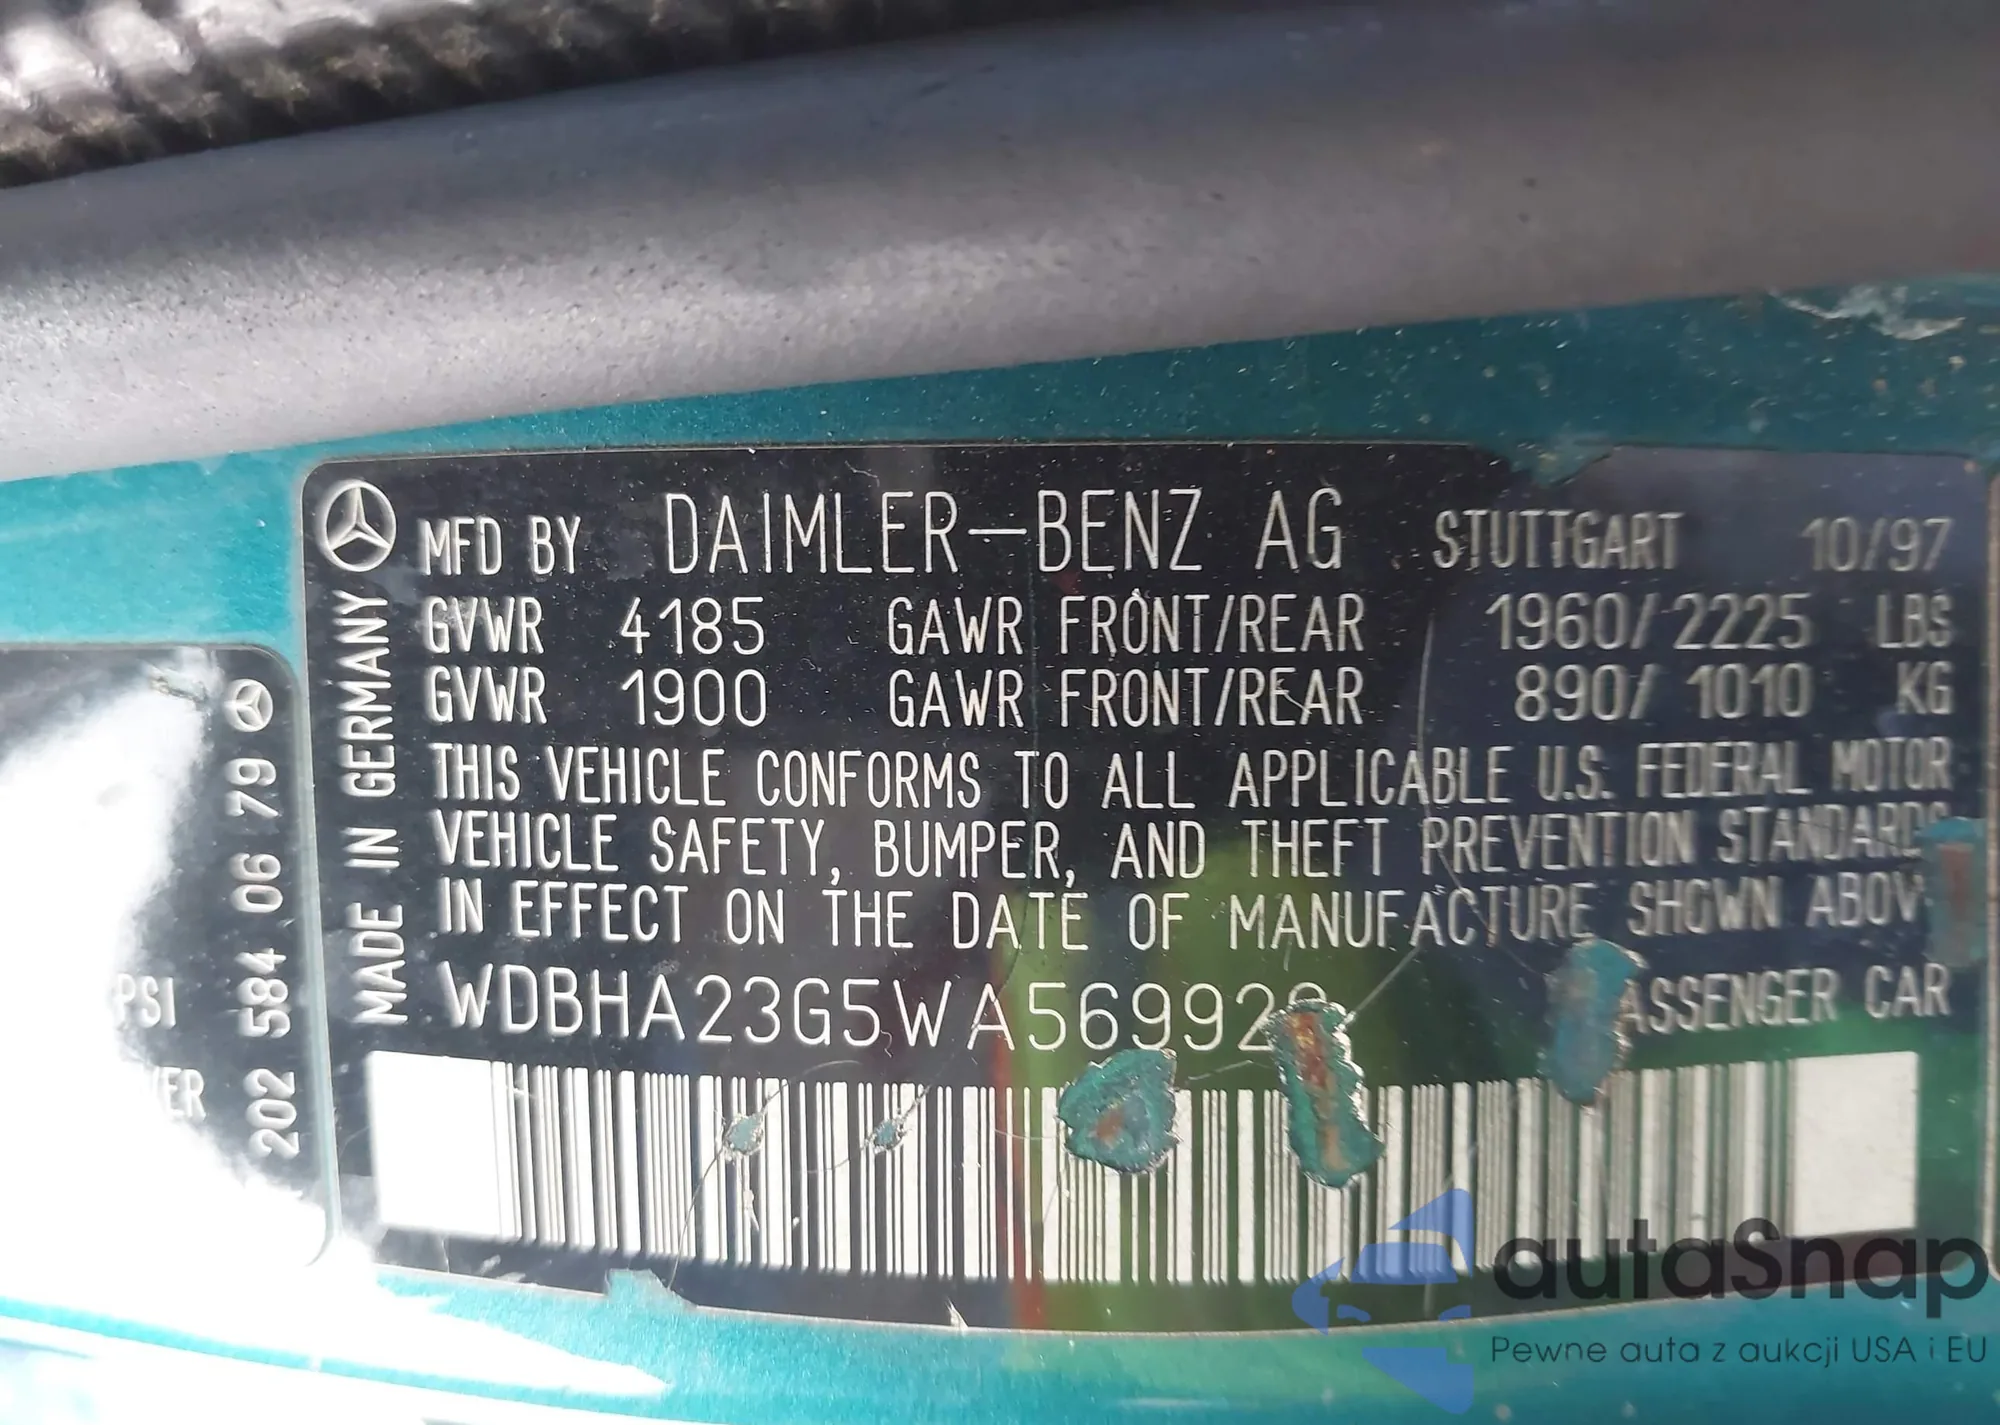 MFD BY DAIMLER-BENZ AG STUTTGART 10/97
GVWR 4185 GAWR FRONT/REAR 1960/2225 LBS
GVWR 1900 GAWR FRONT/REAR 890/1010 KG
THIS VEHICLE CONFORMS TO ALL APPLICABLE U.S. FEDERAL MOTOR
VEHICLE SAFETY, BUMPER, AND THEFT PREVENTION STANDARDS
IN EFFECT ON THE DATE OF MANUFACTURE SHOWN
MADE IN GERMANY
202 584 06 79
PSI
autaSnap
Pewne auta z aukcji USA i EU
CAR